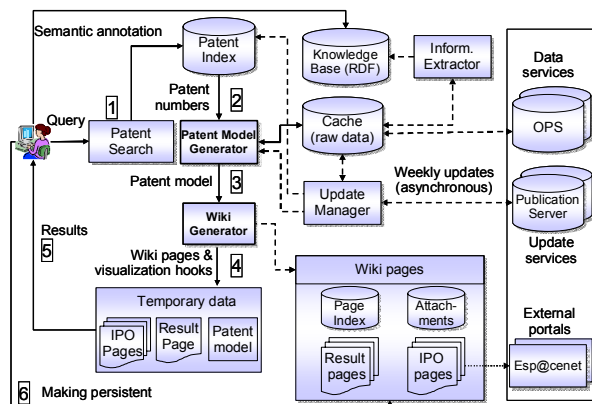 Semantic annotation
Patent
Index
Knowledge
Base (RDF)
Inform.
Extractor
Data
services
1
Patent
numbers
2
Query
Patent
Search
Patent Model
Generator
Cache
(raw data)
OPS
Patent model
3
Update
Manager
Weekly updates
(asynchronous)
Publication
Server
Update
services
Wiki
Generator
Results
5
Wiki pages &
visualization hooks
4
Temporary data
IPO
Pages
Result
Page
Patent
model
Wiki pages
Page
Index
Attach-
ments
Result
pages
IPO
pages
External
portals
Esp@cenet
6
Making persistent